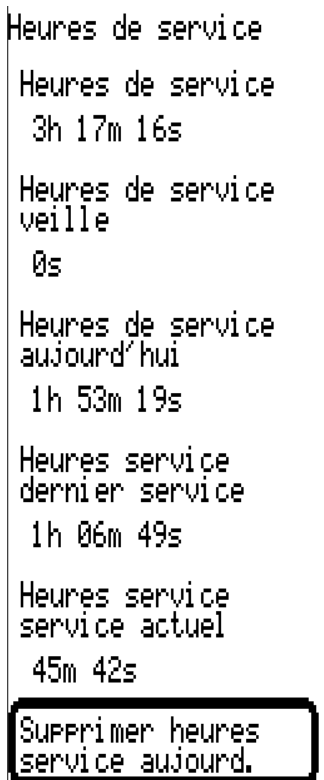 Heures de service
Heures de service
3h 17m 16s
Heures de service
veille
0s
Heures de service
aujourd'hui
1h 53m 19s
Heures service
dernier service
1h 06m 49s
Heures service
service actuel
45m 42s
Supprimer heures
service aujourd.